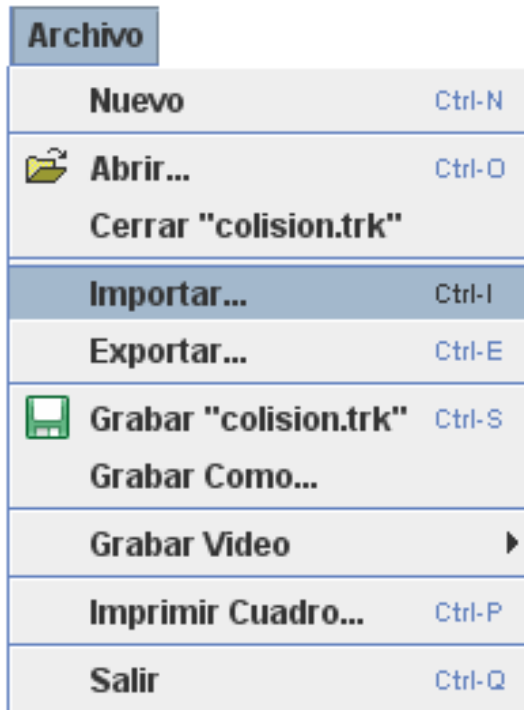 Archivo
Nuevo Ctrl-N
Abrir... Ctrl-O
Cerrar "colision.trk"
Importar... Ctrl-I
Exportar... Ctrl-E
Grabar "colision.trk" Ctrl-S
Grabar Como...
Grabar Video
Imprimir Cuadro... Ctrl-P
Salir Ctrl-Q